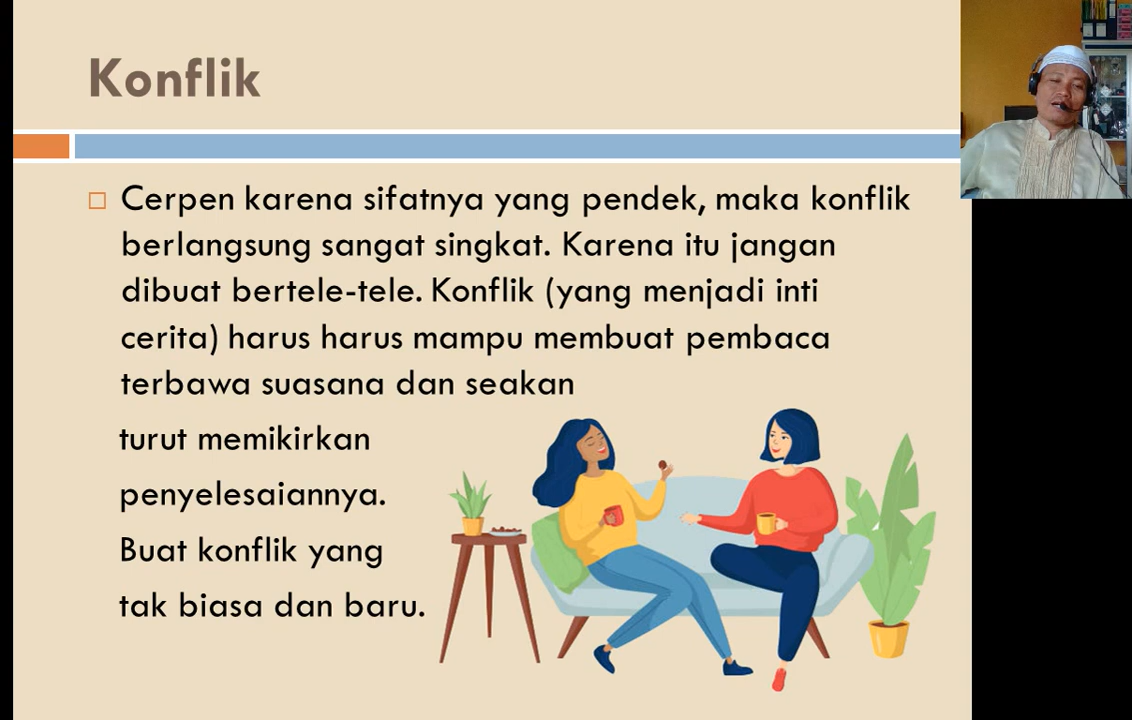 Konflik
Cerpen karena sifatnya yang pendek, maka konflik
berlangsung sangat singkat. Karena itu jangan
dibuat bertele-tele. Konflik (yang menjadi inti
cerita) harus harus mampu membuat pembaca
terbawa suasana dan seakan
turut memikirkan
penyelesaiannya.
Buat konflik yang
tak biasa dan baru.